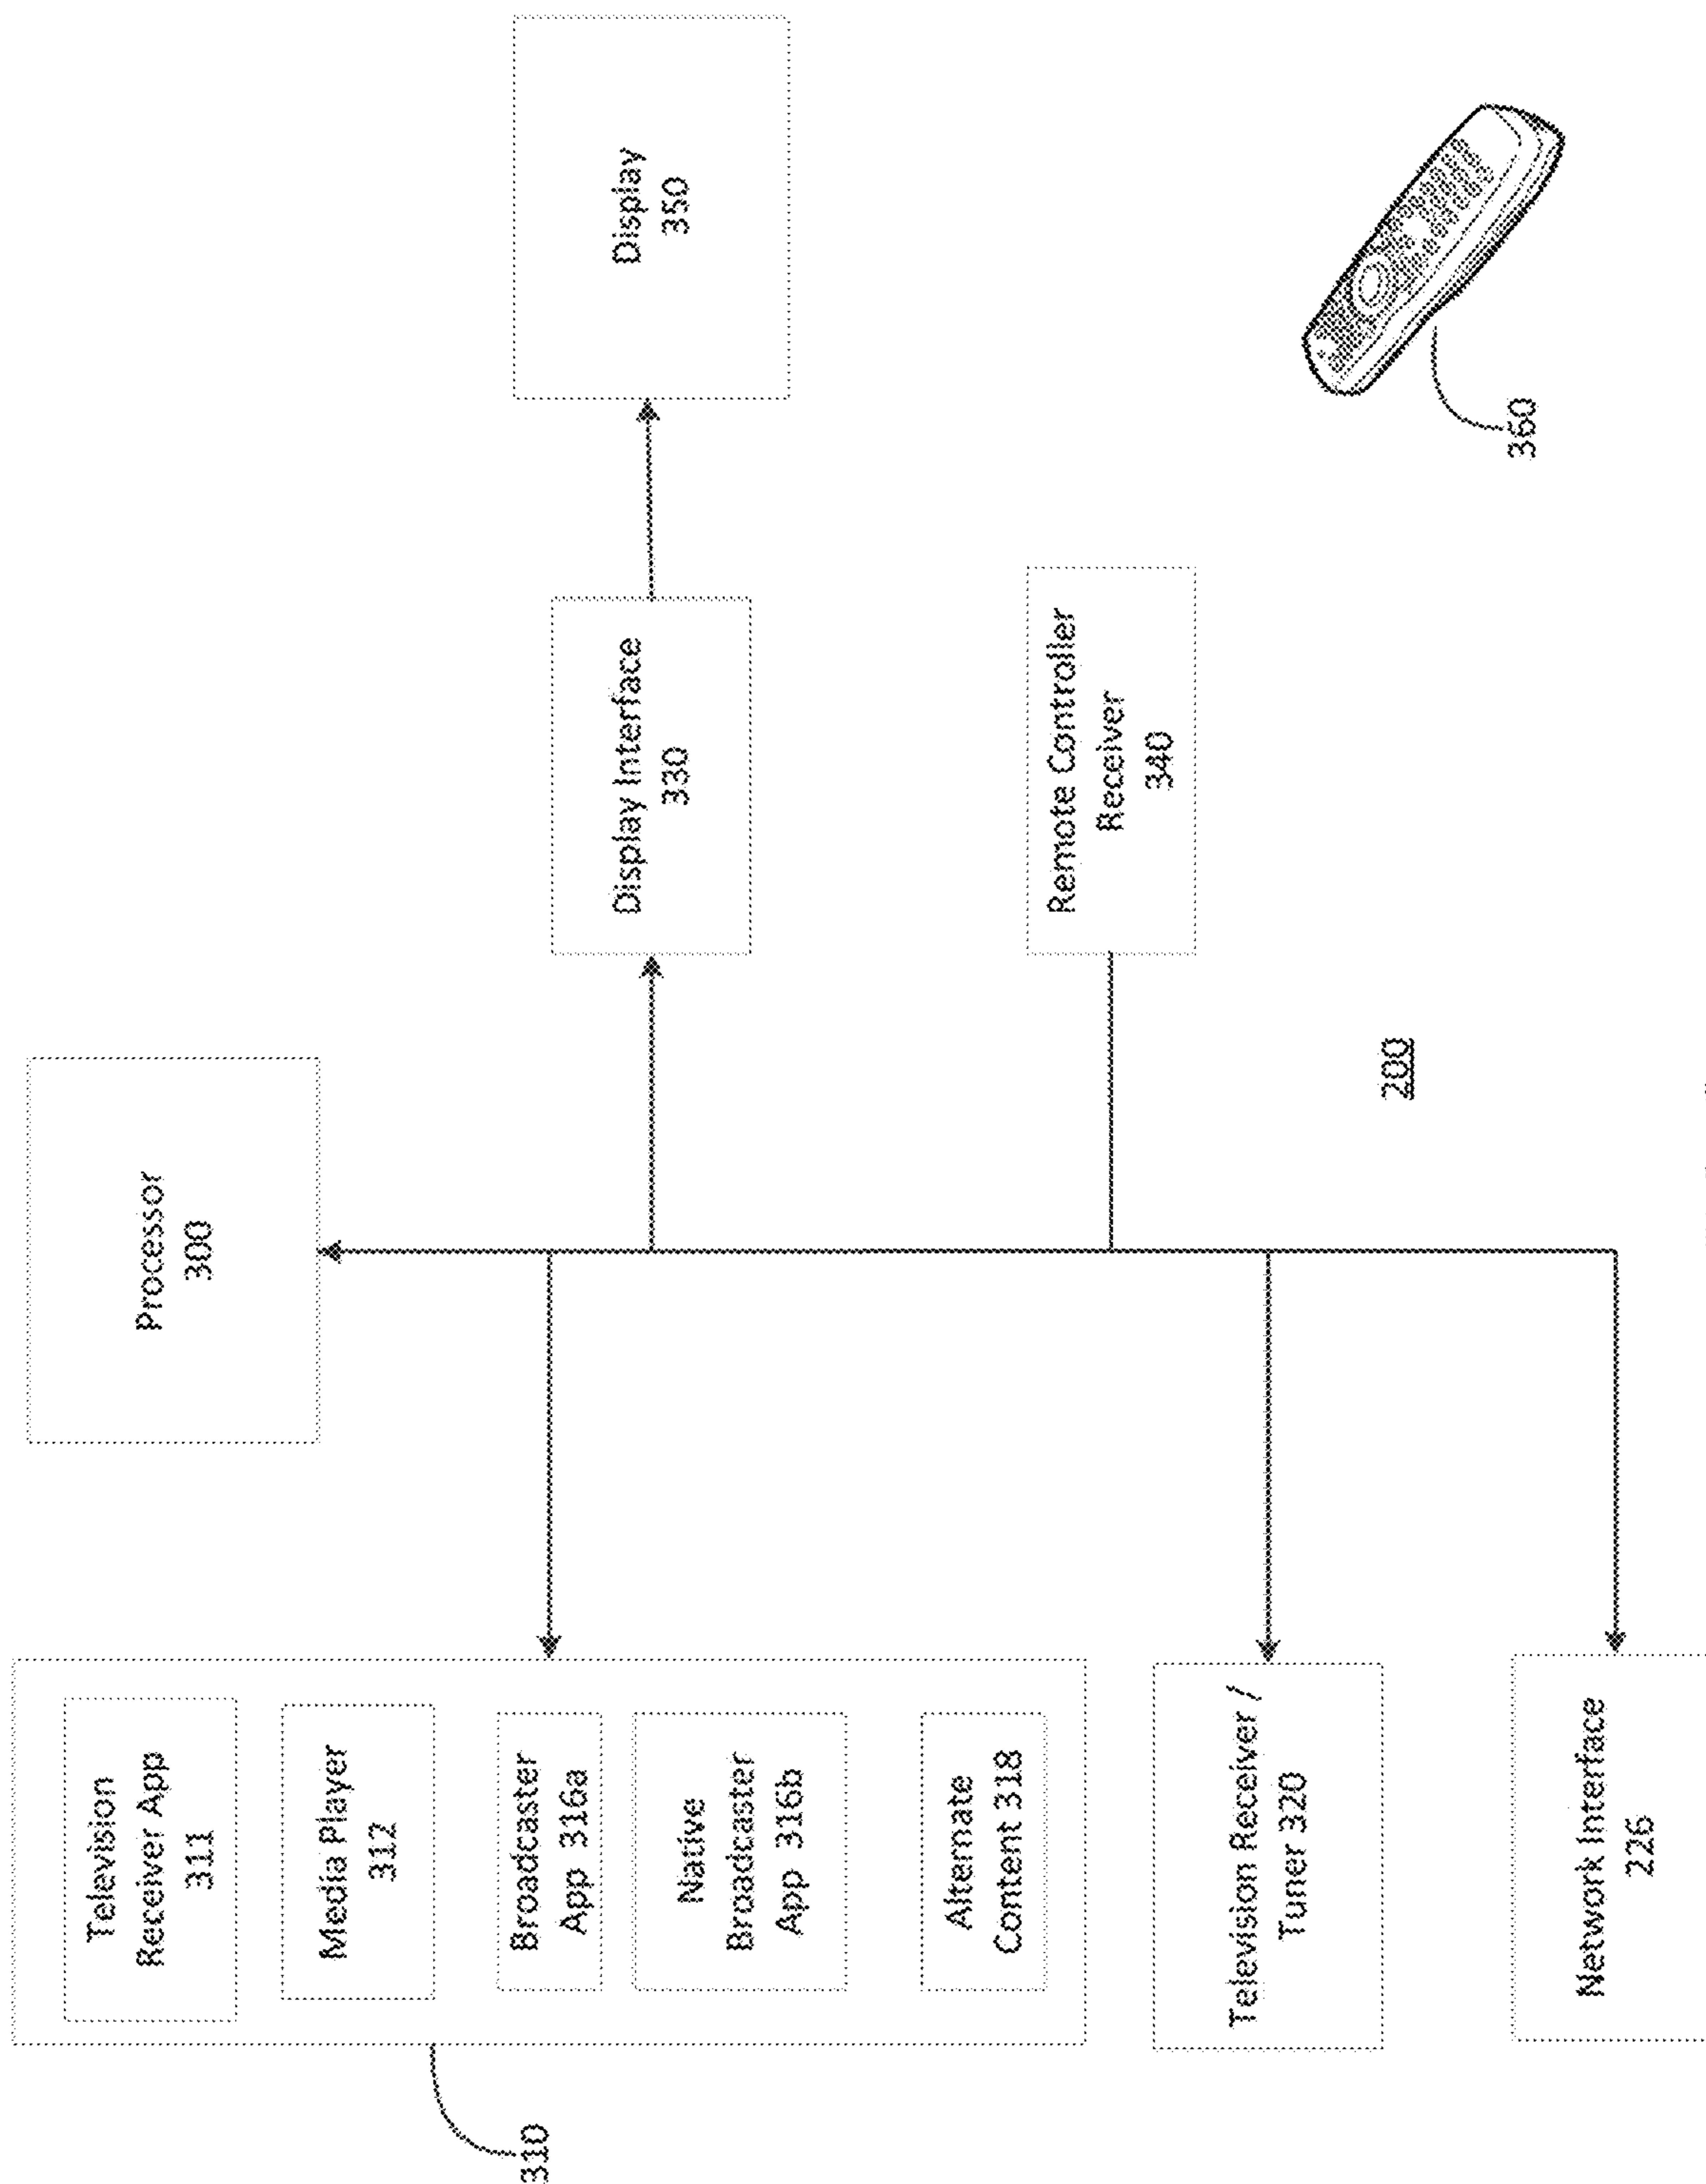 310
Television
Receiver App
311
Media Player
312
Broadcaster
App 316a
Native
Broadcaster
App 316b
Alternate
Content 318
Television Receiver /
Tuner 320
Network Interface
226
Processor
300
Display Interface
330
Remote Controller
Receiver
340
200
Display
350
360